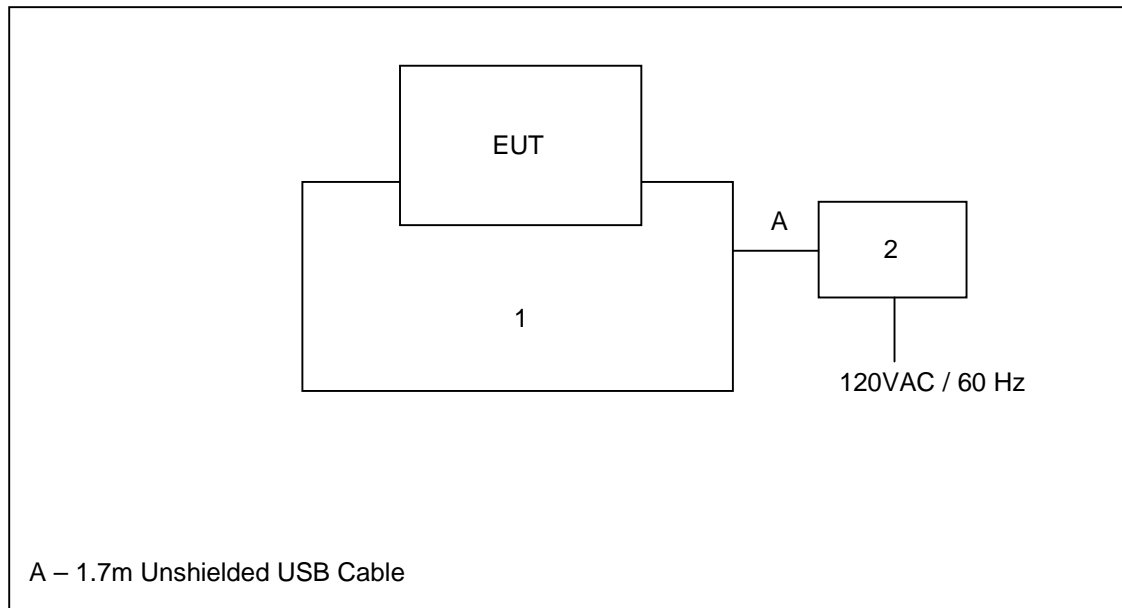 EUT
A
2
1
120VAC / 60 Hz
A – 1.7m Unshielded USB Cable